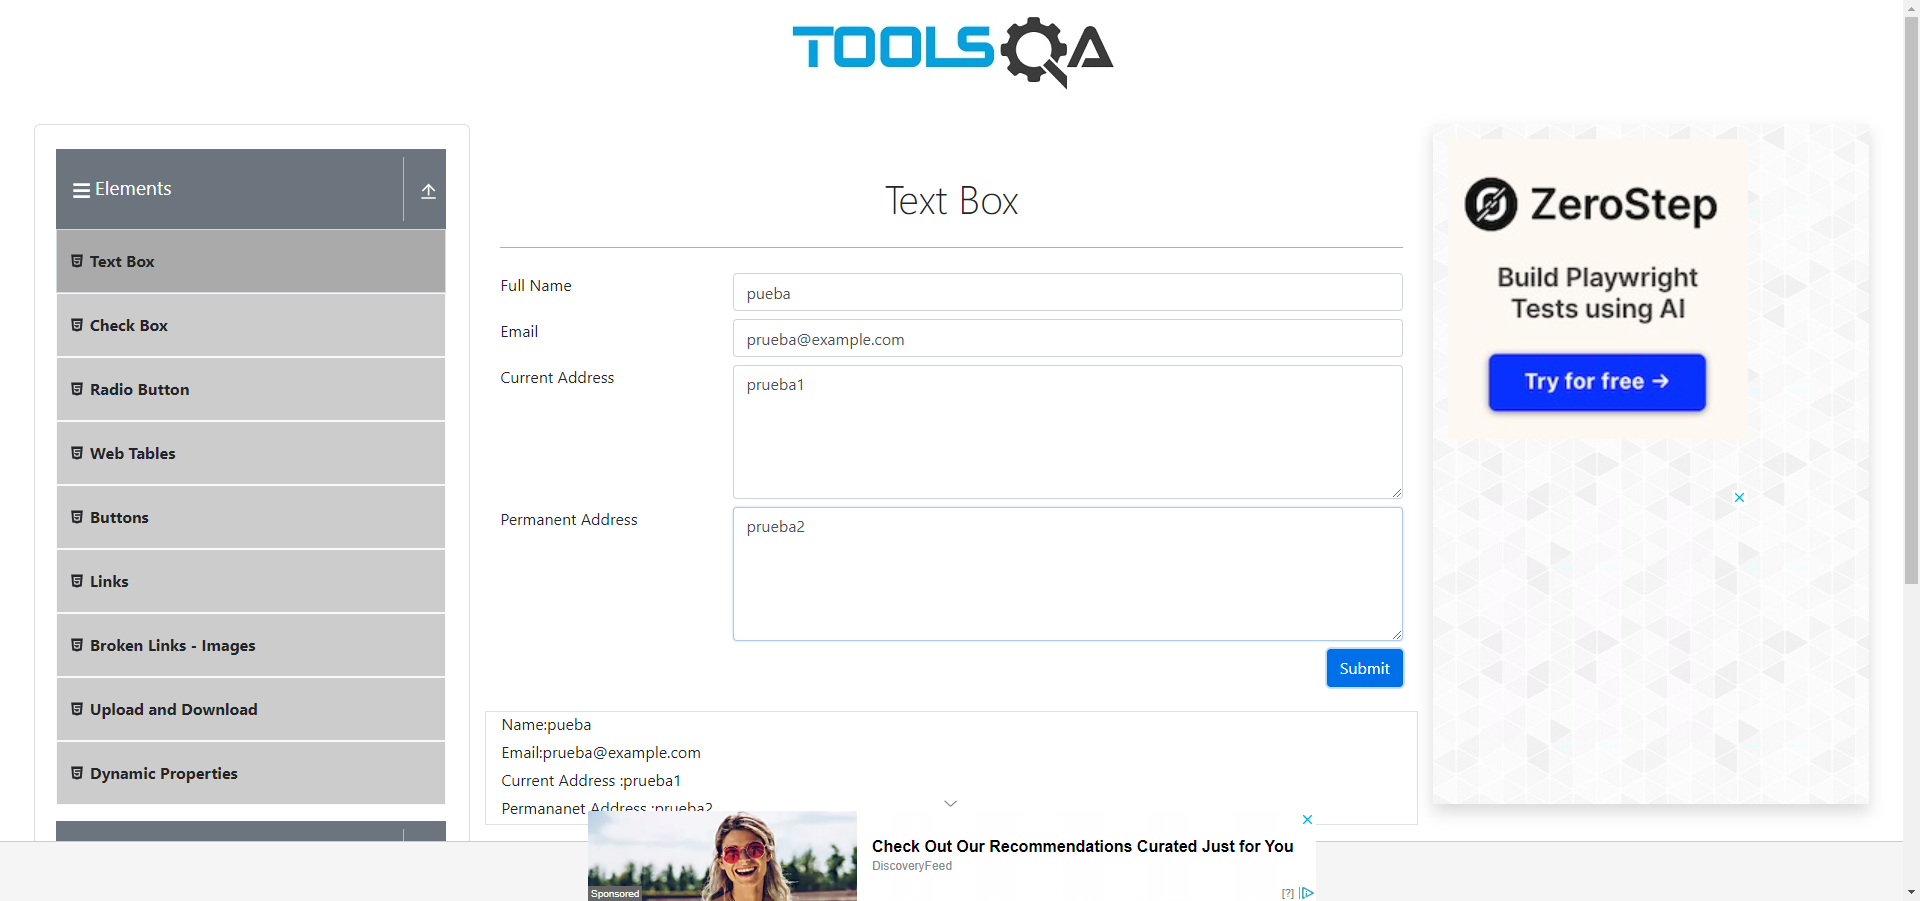 TOOLSQA
Elements
Text Box
Check Box
Radio Button
Web Tables
Buttons
Links
Broken Links - Images
Upload and Download
Dynamic Properties
Text Box
Full Name
pueba
Email
prueba@example.com
Current Address
prueba1
Permanent Address
prueba2
Submit
Name:pueba
Email:prueba@example.com
Current Address :prueba1
Permananet Address :prueba2
ZeroStep
Build Playwright
Tests using AI
Try for free →
Check Out Our Recommendations Curated Just for You
DiscoveryFeed
Sponsored
[?]